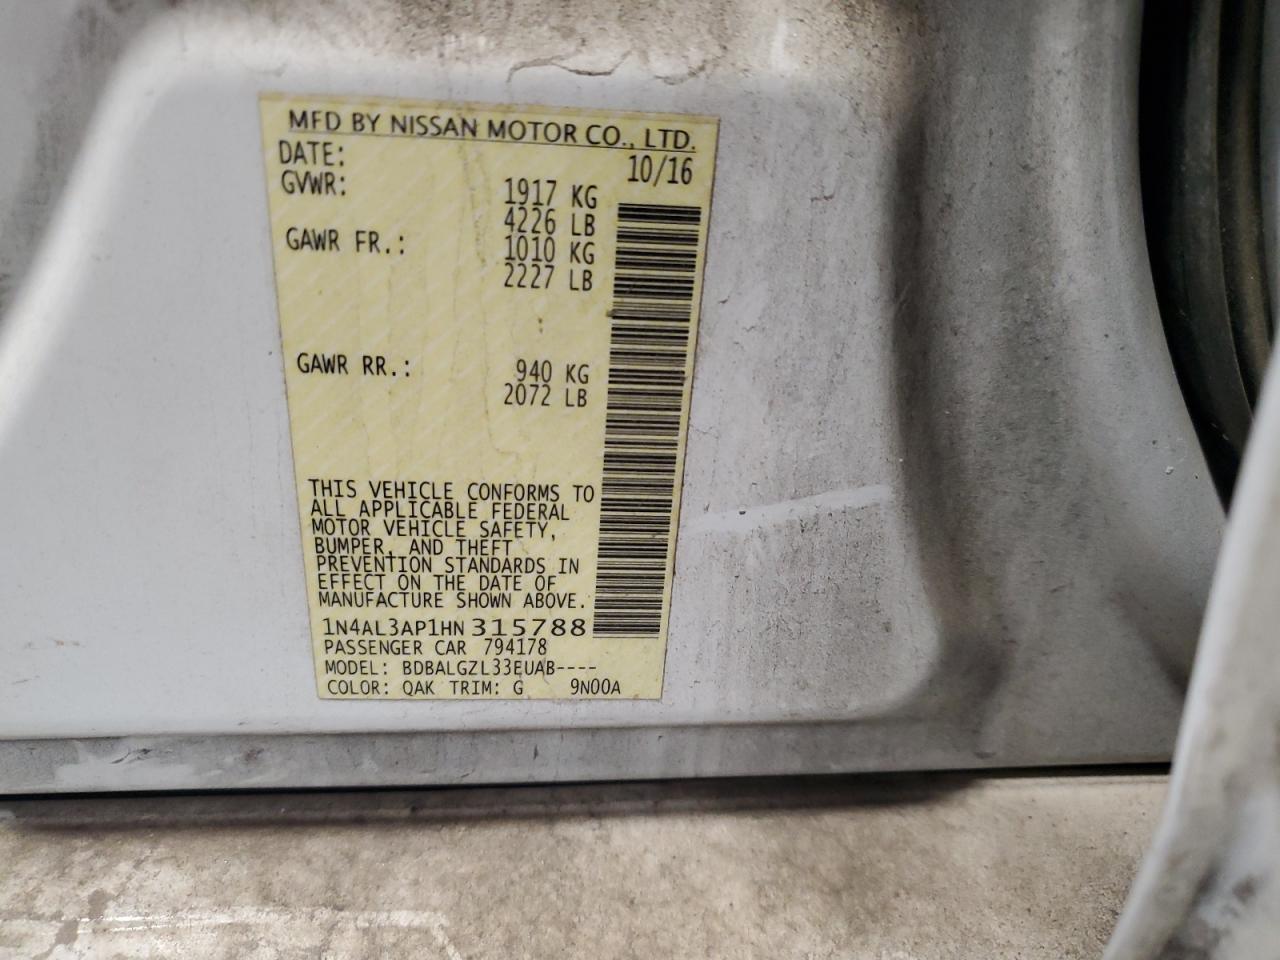 MFD BY NISSAN MOTOR CO., LTD.
DATE: 10/16
GVWR: 1917 KG
4226 LB
GAWR FR.: 1010 KG
2227 LB
GAWR RR.: 940 KG
2072 LB
THIS VEHICLE CONFORMS TO
ALL APPLICABLE FEDERAL
MOTOR VEHICLE SAFETY,
BUMPER, AND THEFT
PREVENTION STANDARDS IN
EFFECT ON THE DATE OF
MANUFACTURE SHOWN ABOVE.
1N4AL3AP1HN 315788
PASSENGER CAR 794178
MODEL: BDBALGZL33EUAB----
COLOR: QAK TRIM: G 9N00A